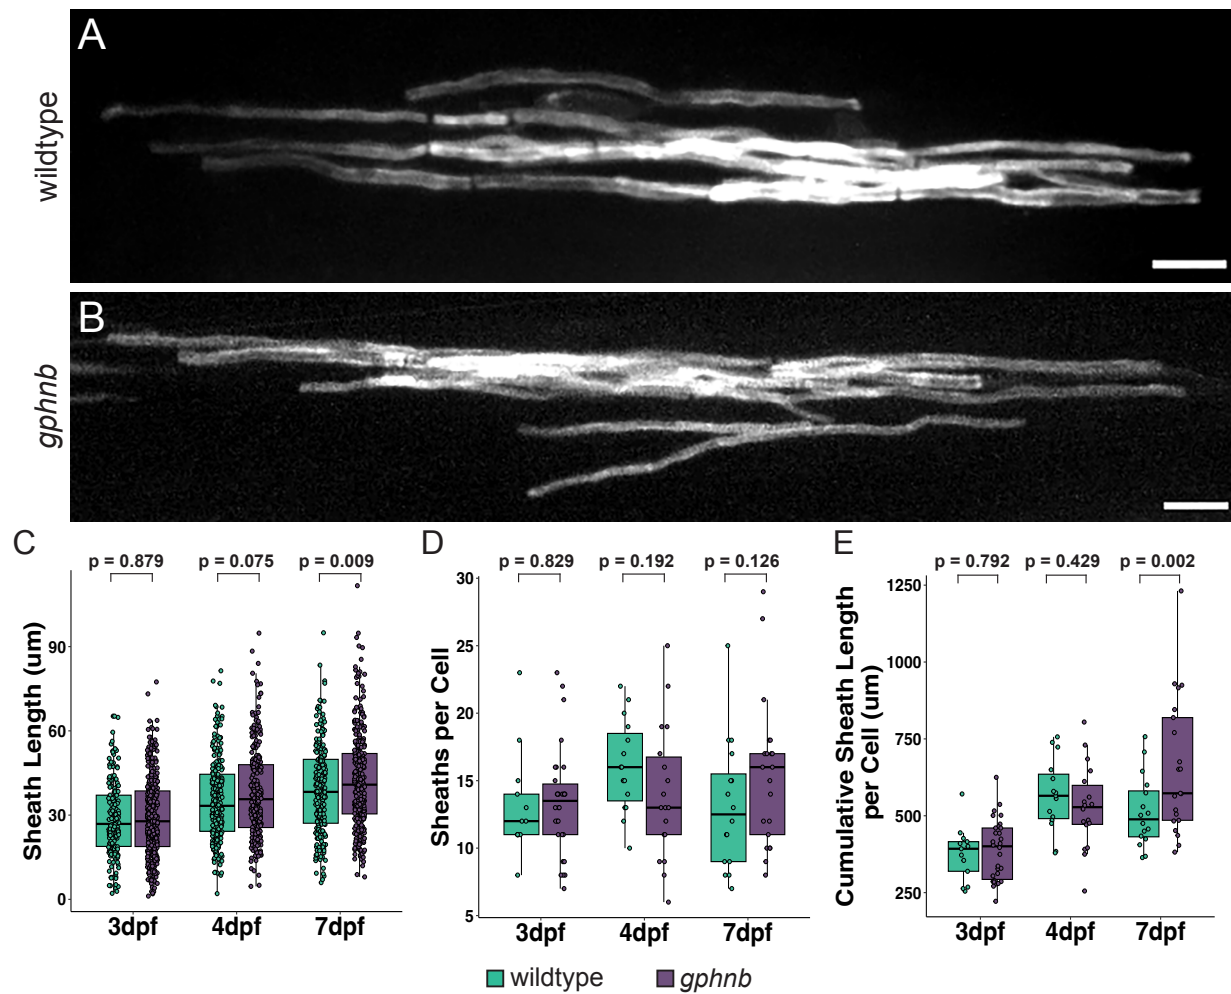 A
wildtype
B
gphnb
C
p = 0.879
p = 0.075
p = 0.009
Sheath Length (um)
90
60
30
0
3dpf
4dpf
7dpf
D
p = 0.829
p = 0.192
p = 0.126
Sheaths per Cell
30
25
20
15
10
5
3dpf
4dpf
7dpf
E
p = 0.792
p = 0.429
p = 0.002
Cumulative Sheath Length
per Cell (um)
1250
1000
750
500
250
3dpf
4dpf
7dpf
wildtype
gphnb